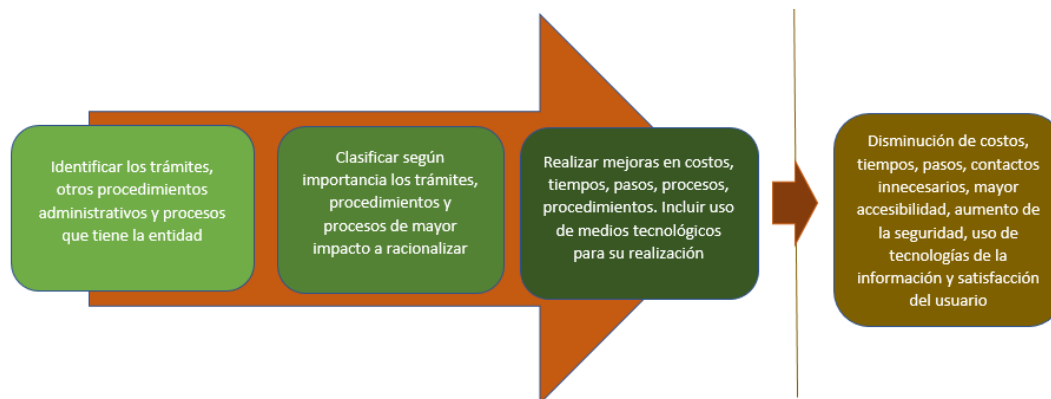 Identificar los trámites,
otros procedimientos
administrativos y procesos
que tiene la entidad
Clasificar según
importancia los trámites,
procedimientos y
procesos de mayor
impacto a racionalizar
Realizar mejoras en costos,
tiempos, pasos, procesos,
procedimientos. Incluir uso
de medios tecnológicos
para su realización
Disminución de costos,
tiempos, pasos, contactos
innecesarios, mayor
accesibilidad, aumento de
la seguridad, uso de
tecnologías de la
información y satisfacción
del usuario